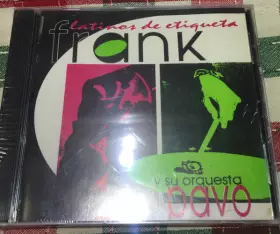 latinos de etiqueta
frank
y su orquesta
pavo